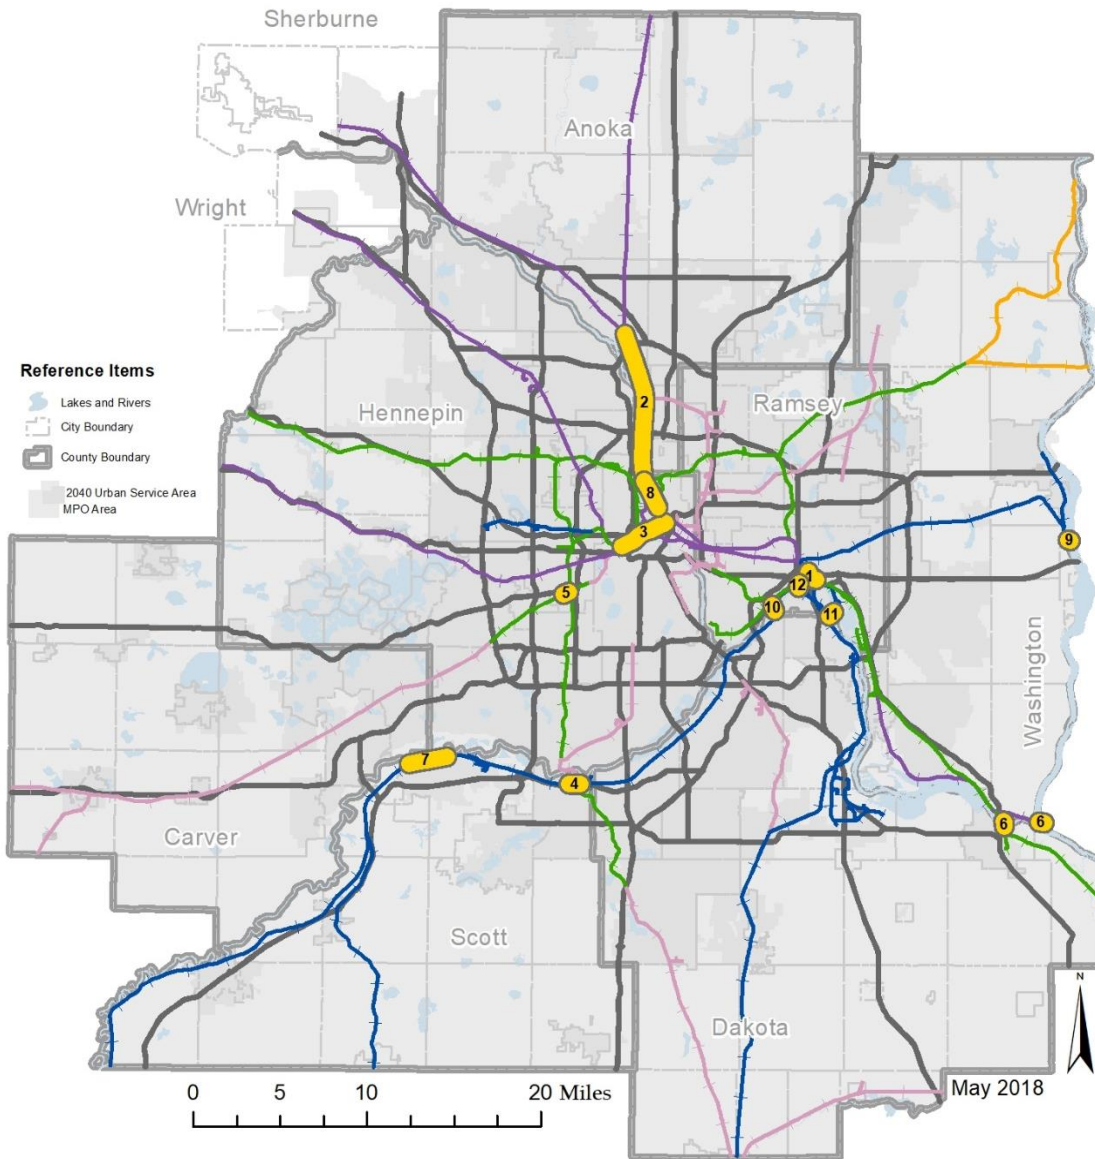 Sherburne
Anoka
Wright
Reference Items
Lakes and Rivers
City Boundary
County Boundary
2040 Urban Service Area
MPO Area
Hennepin
Ramsey
2
8
3
9
1
12
5
10
11
Washington
7
4
6
6
Carver
Scott
N
Dakota
May 2018
0 5 10 20 Miles